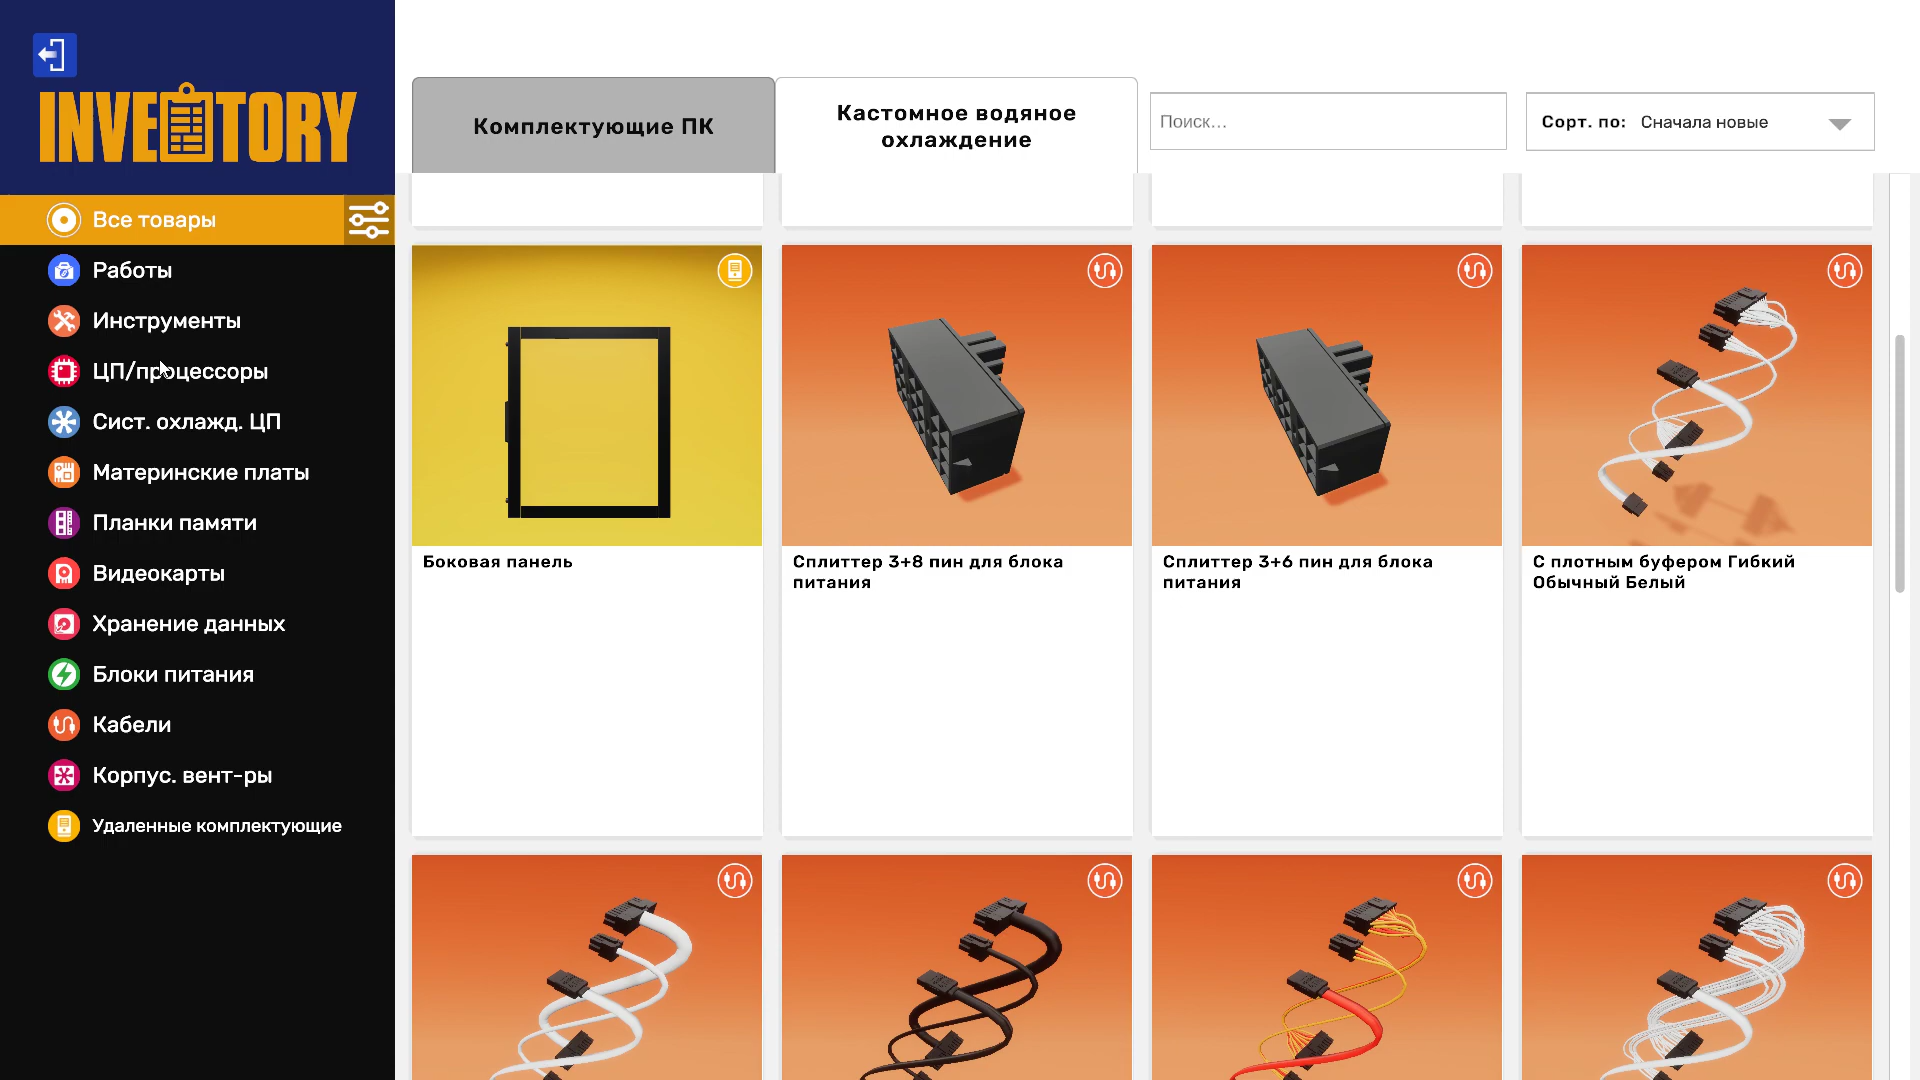 INVENTORY
Комплектующие ПК
Кастомное водяное
охлаждение
Поиск...
Сорт. по: Сначала новые
Все товары
Работы
Инструменты
ЦП/процессоры
Сист. охлажд. ЦП
Материнские платы
Планки памяти
Видеокарты
Хранение данных
Блоки питания
Кабели
Корпус. вент-ры
Удаленные комплектующие
Боковая панель
Сплиттер 3+8 пин для блока
питания
Сплиттер 3+6 пин для блока
питания
С плотным буфером Гибкий
Обычный Белый